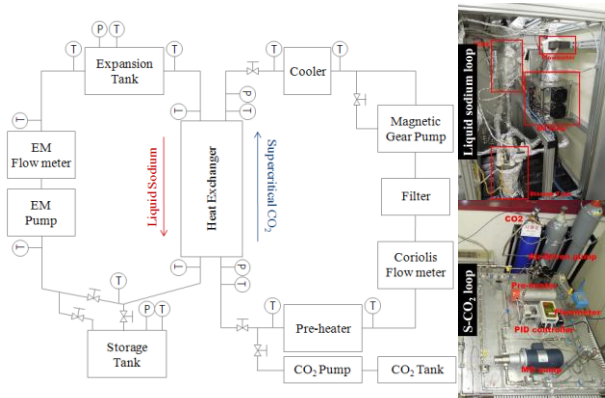 P
T
T
T
Expansion
Tank
T
EM
Flow meter
EM
Pump
T
T
T
P
T
Storage
Tank
Liquid Sodium
Heat Exchanger
Supercritical CO₂
T
P
T
T
P
T
T
T
Cooler
Magnetic
Gear Pump
Filter
Coriolis
Flow meter
T
T
Pre-heater
CO₂ Pump
CO₂ Tank
Liquid sodium loop
S-CO₂ loop
CO2
PID controller